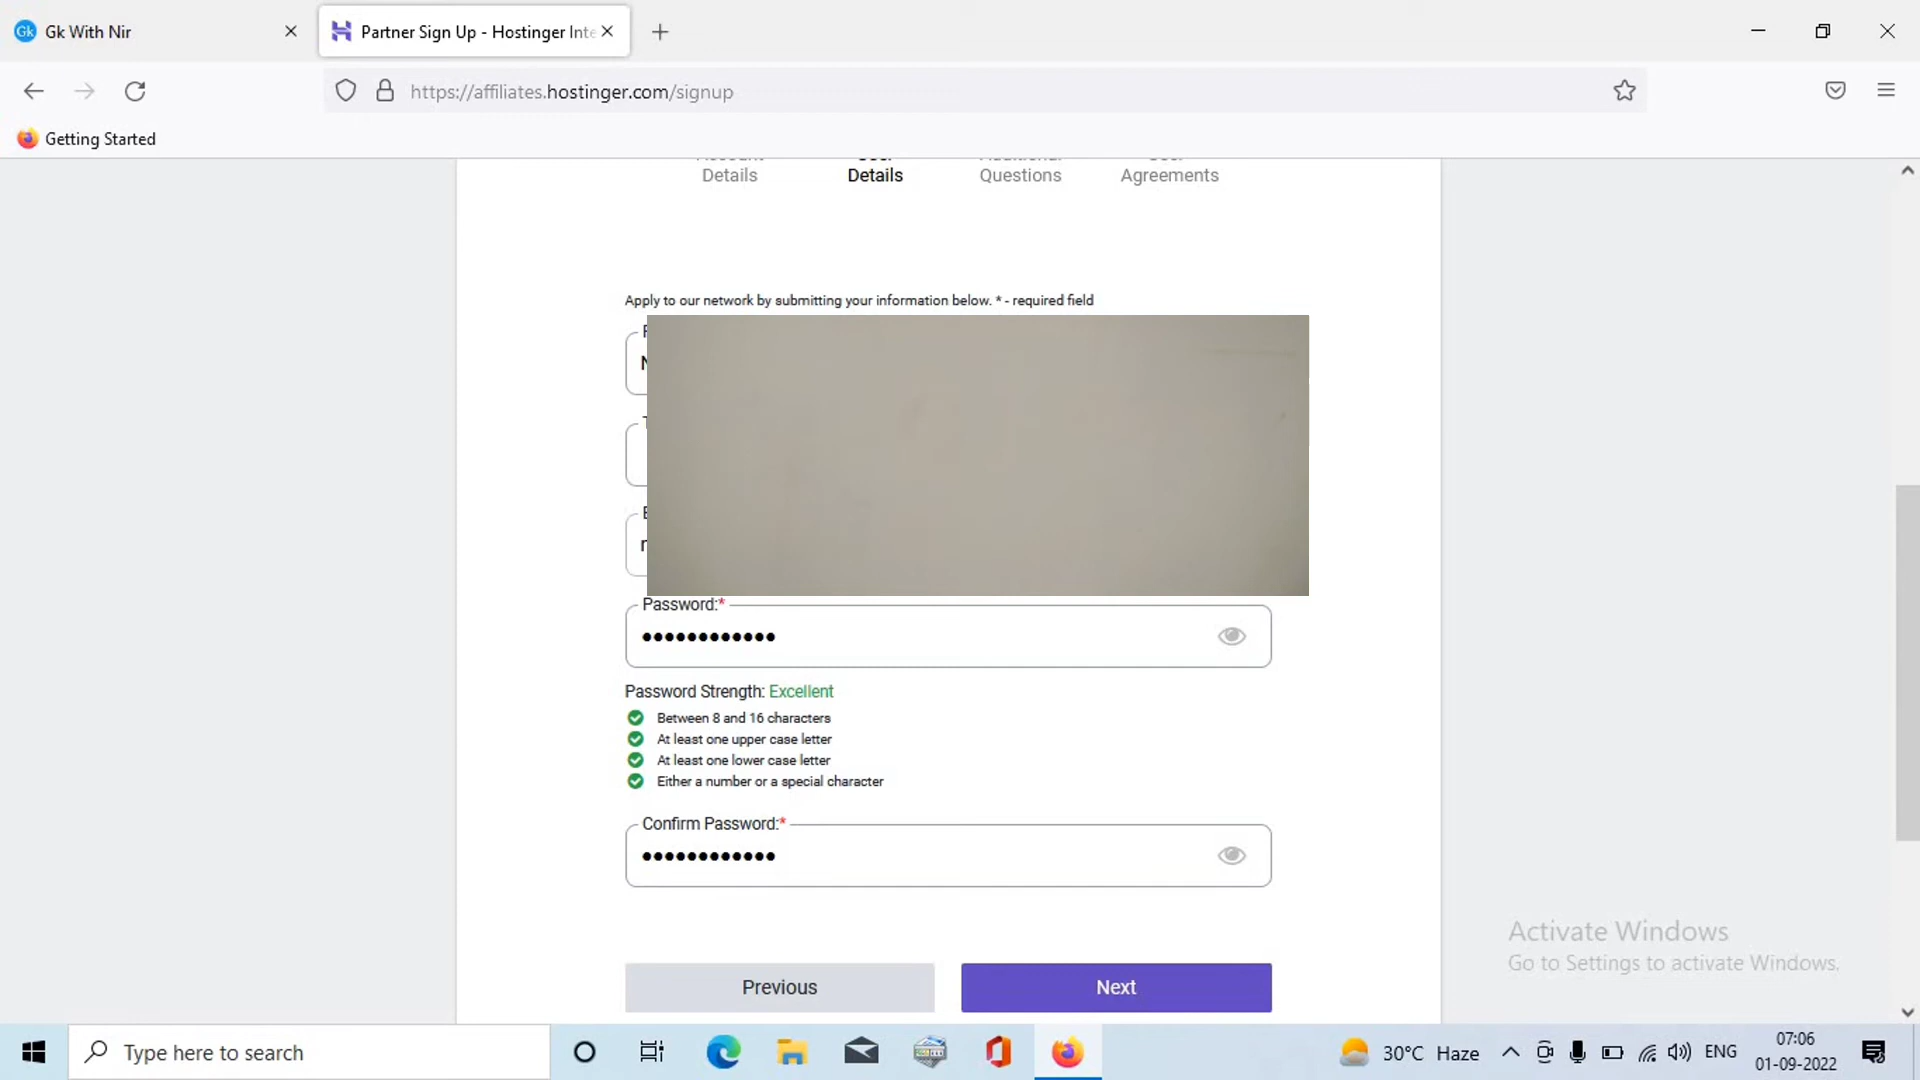 Gk With Nir
Partner Sign Up - Hostinger Inte
https://affiliates.hostinger.com/signup
Getting Started
Details
Details
Questions
Agreements
Apply to our network by submitting your information below. * - required field
Password:*
Password Strength: Excellent
Between 8 and 16 characters
At least one upper case letter
At least one lower case letter
Either a number or a special character
Confirm Password:*
Previous
Next
Activate Windows
Go to Settings to activate Windows.
Type here to search
30°C Haze
ENG
07:06
01-09-2022